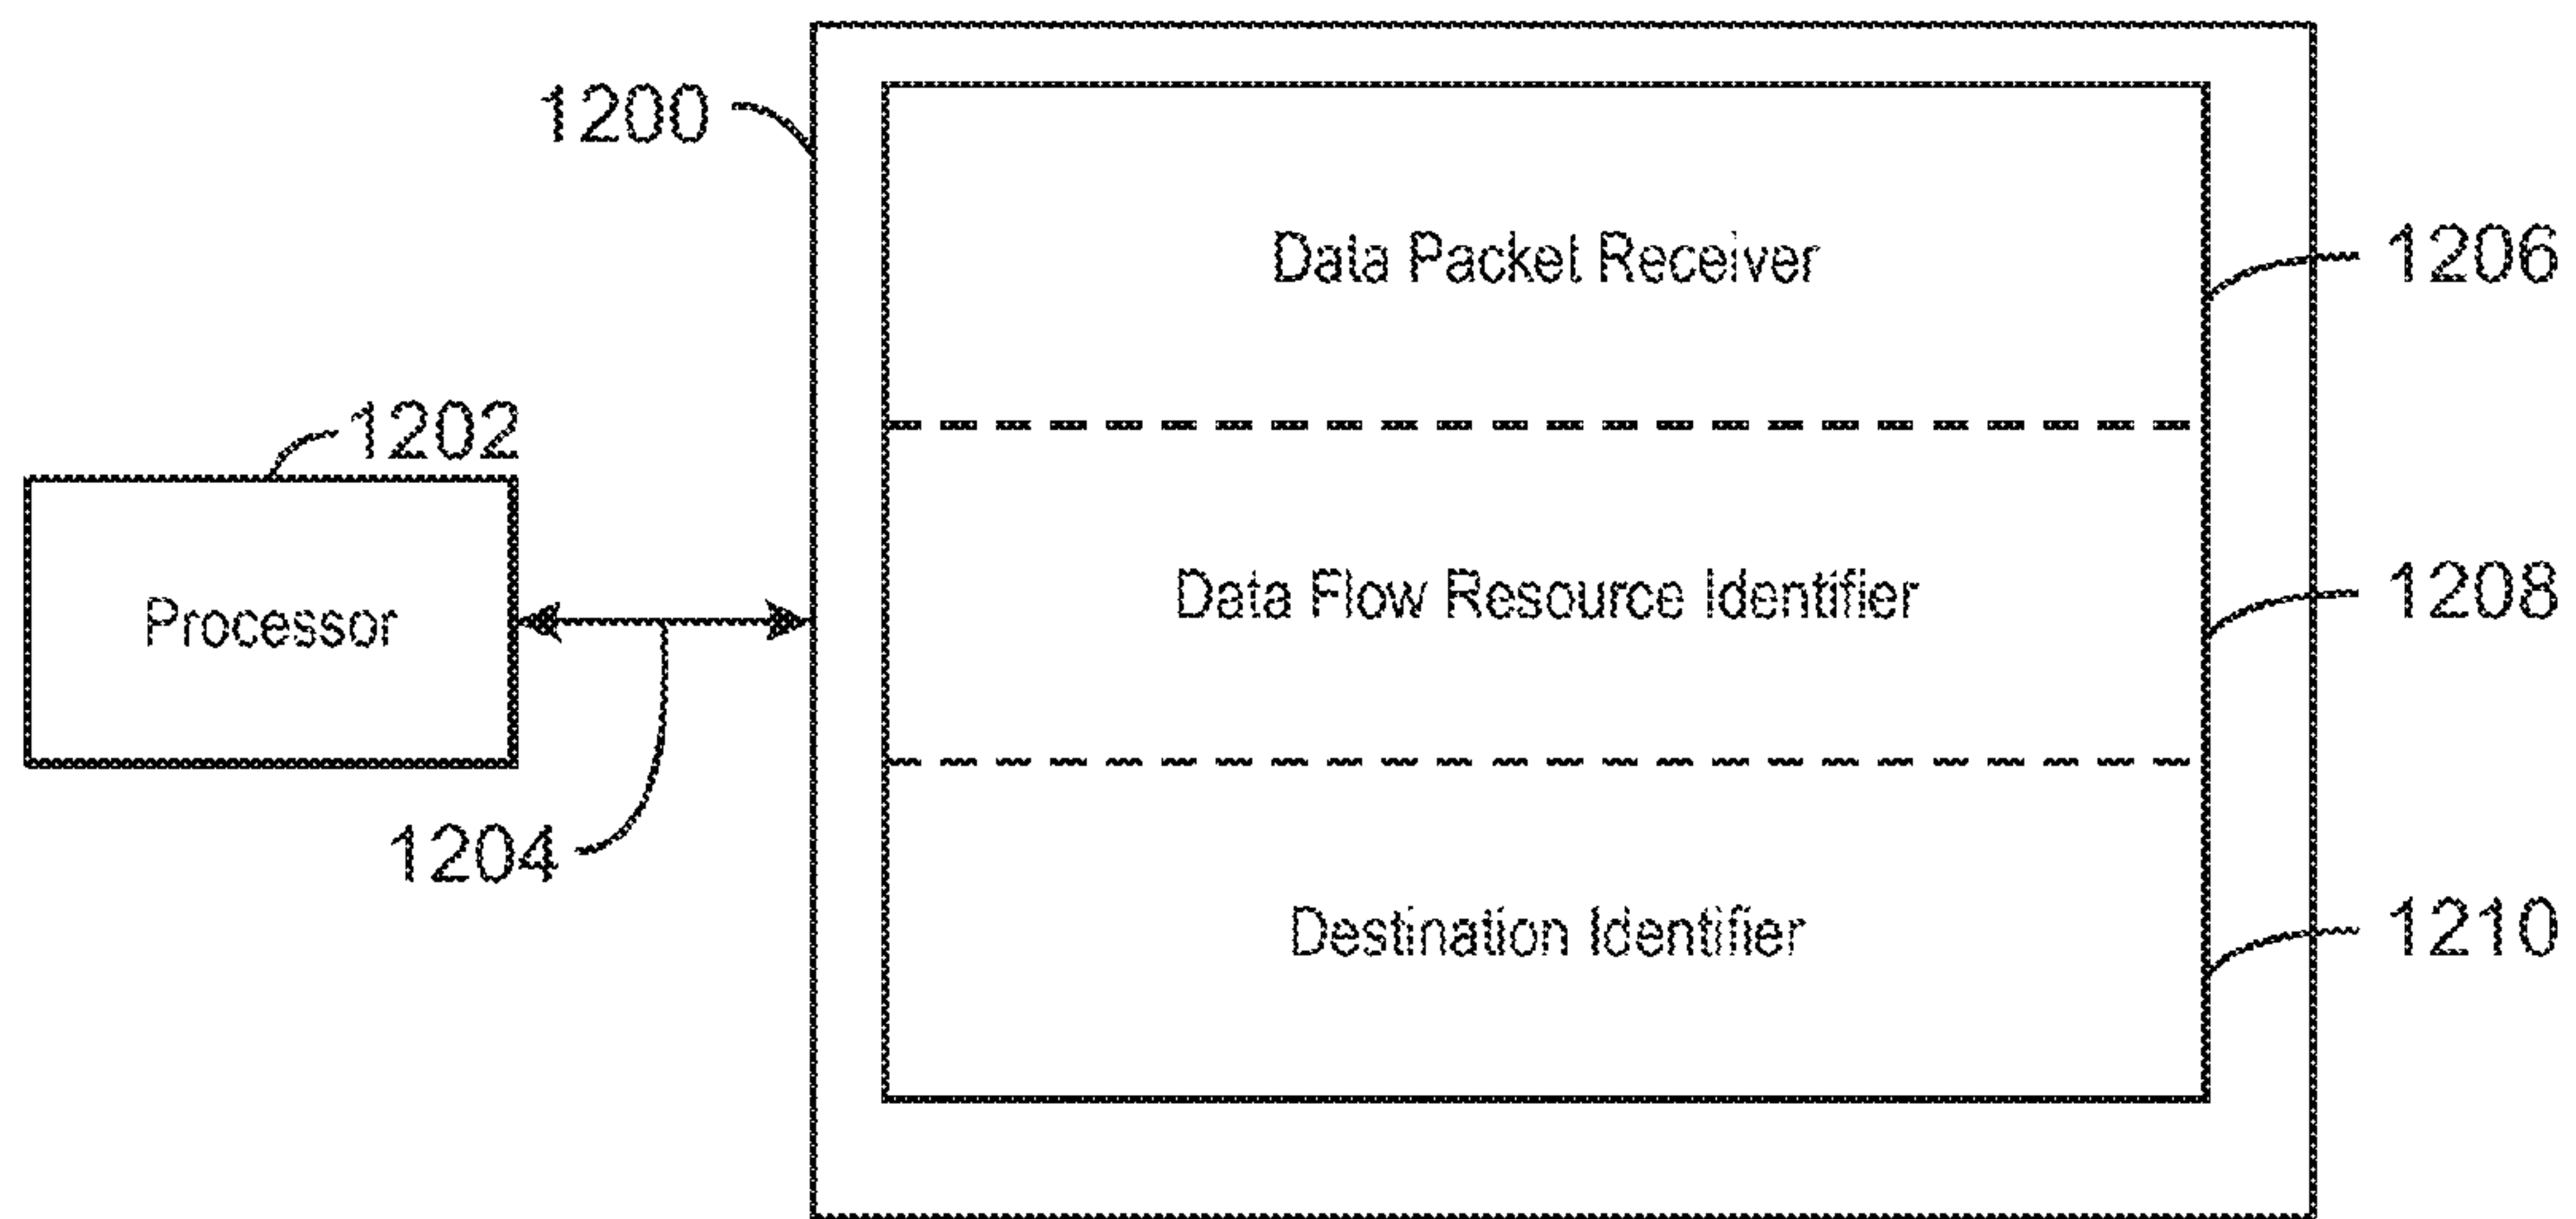 1200
Data Packet Receiver
1206
1202
Processor
Data Flow Resource Identifier
1208
1204
Destination Identifier
1210